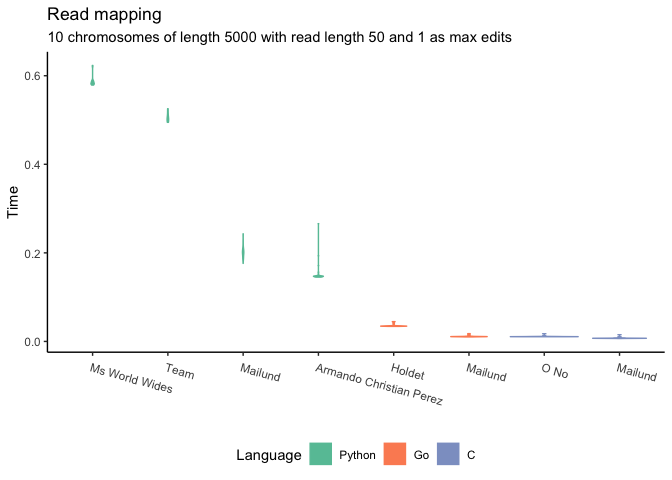 Read mapping
10 chromosomes of length 5000 with read length 50 and 1 as max edits
Time
0.6
0.4
0.2
0.0
Ms World Wides
Team
Mailund
Armando Christian Perez
Holdet
Mailund
O No
Mailund
Language
Python
Go
C